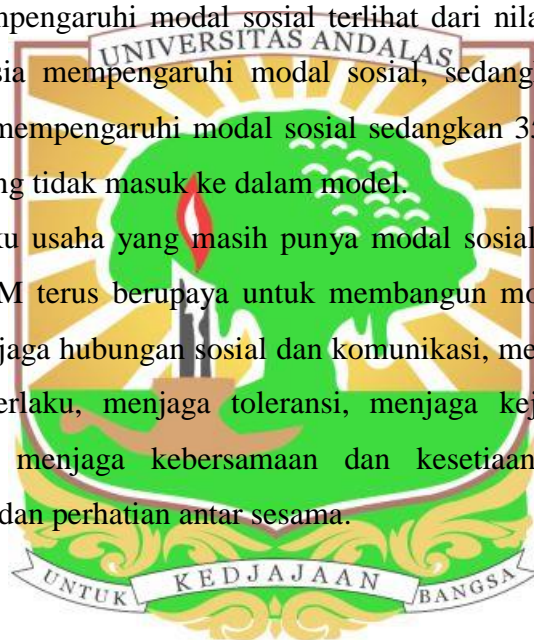 mpengaruhi modal sosial terlihat dari nila
UNIVERSITAS ANDALAS
sia mempengaruhi modal sosial, sedang
mempengaruhi modal sosial sedangkan 3
ng tidak masuk ke dalam model.
ku usaha yang masih punya modal sosial
M terus berupaya untuk membangun mo
jaga hubungan sosial dan komunikasi, me
erlaku, menjaga toleransi, menjaga kej
menjaga kebersamaan dan kesetiaan
dan perhatian antar sesama.
UNTUK KEDJAJAAN BANGSA